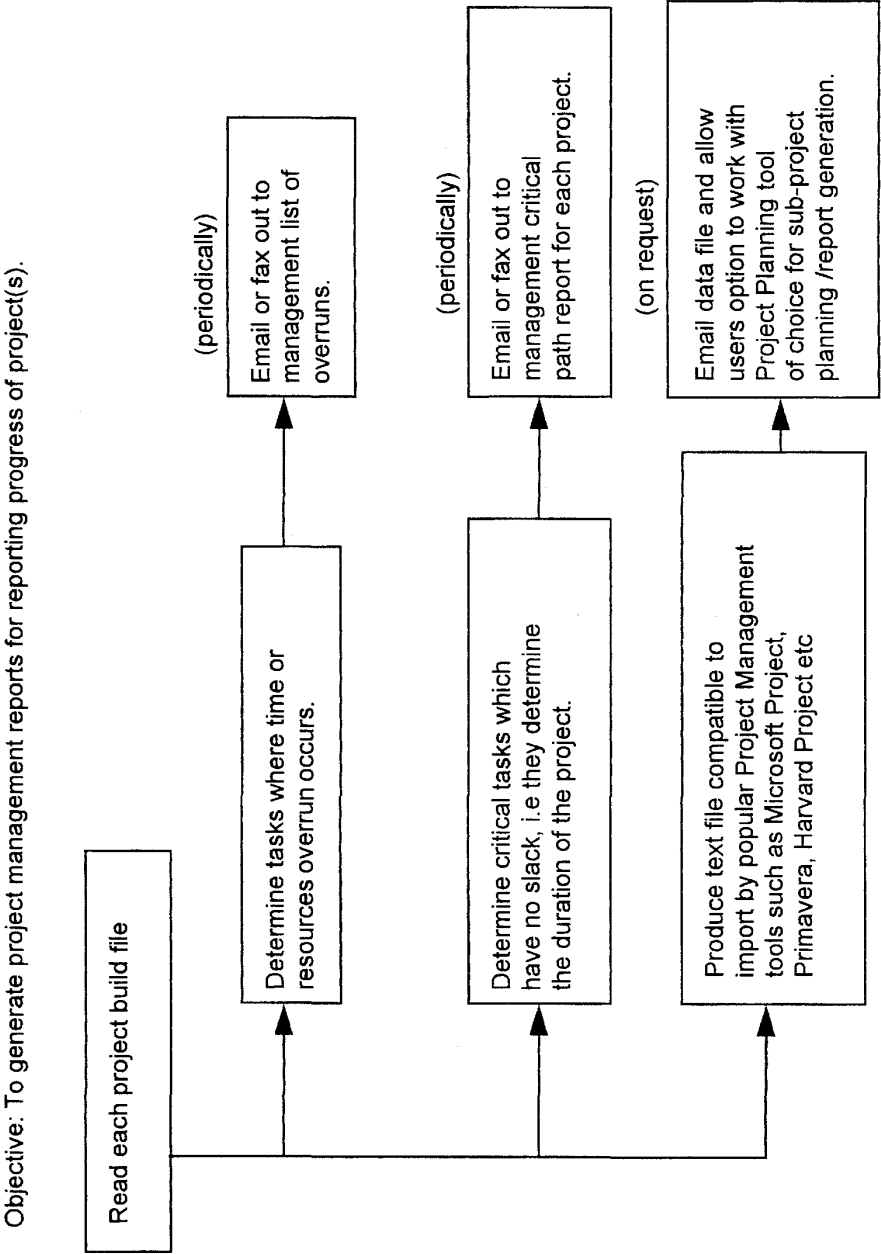 Objective: To generate project management reports for reporting progress of project(s).
Read each project build file
Determine tasks where time or
resources overrun occurs.
(periodically)
Email or fax out to
management list of
overruns.
Determine critical tasks which
have no slack, i.e they determine
the duration of the project.
(periodically)
Email or fax out to
management critical
path report for each project.
Produce text file compatible to
import by popular Project Management
tools such as Microsoft Project,
Primavera, Harvard Project etc
(on request)
Email data file and allow
users option to work with
Project Planning tool
of choice for sub-project
planning /report generation.